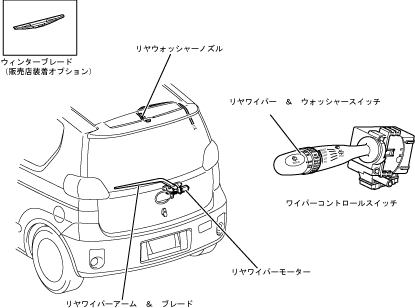 ウィンターブレード
（販売店装着オプション）
リヤウォッシャーノズル
リヤワイパー ＆ ウォッシャースイッチ
ワイパーコントロールスイッチ
リヤワイパーモーター
リヤワイパーアーム ＆ ブレード